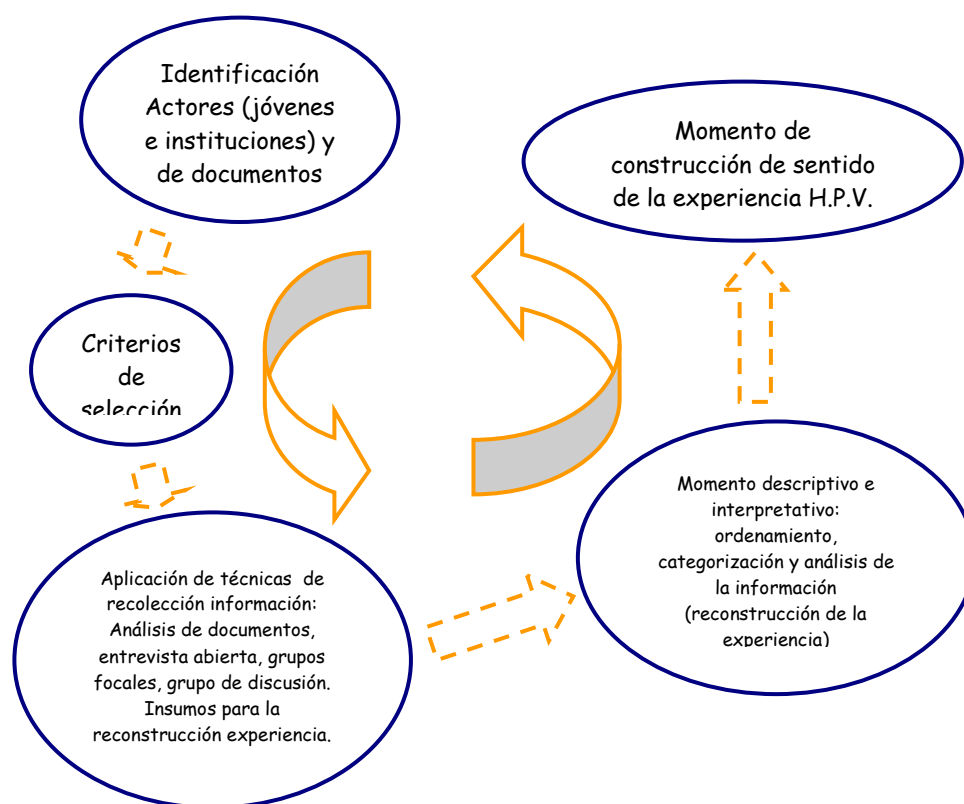 Identificación
Actores (jóvenes
e instituciones) y
de documentos
Momento de
construcción de sentido
de la experiencia H.P.V.
Criterios
de
selección
Aplicación de técnicas de
recolección información:
Análisis de documentos,
entrevista abierta, grupos
focales, grupo de discusión.
Insumos para la
reconstrucción experiencia.
Momento descriptivo e
interpretativo:
ordenamiento,
categorización y análisis de
la información
(reconstrucción de la
experiencia)